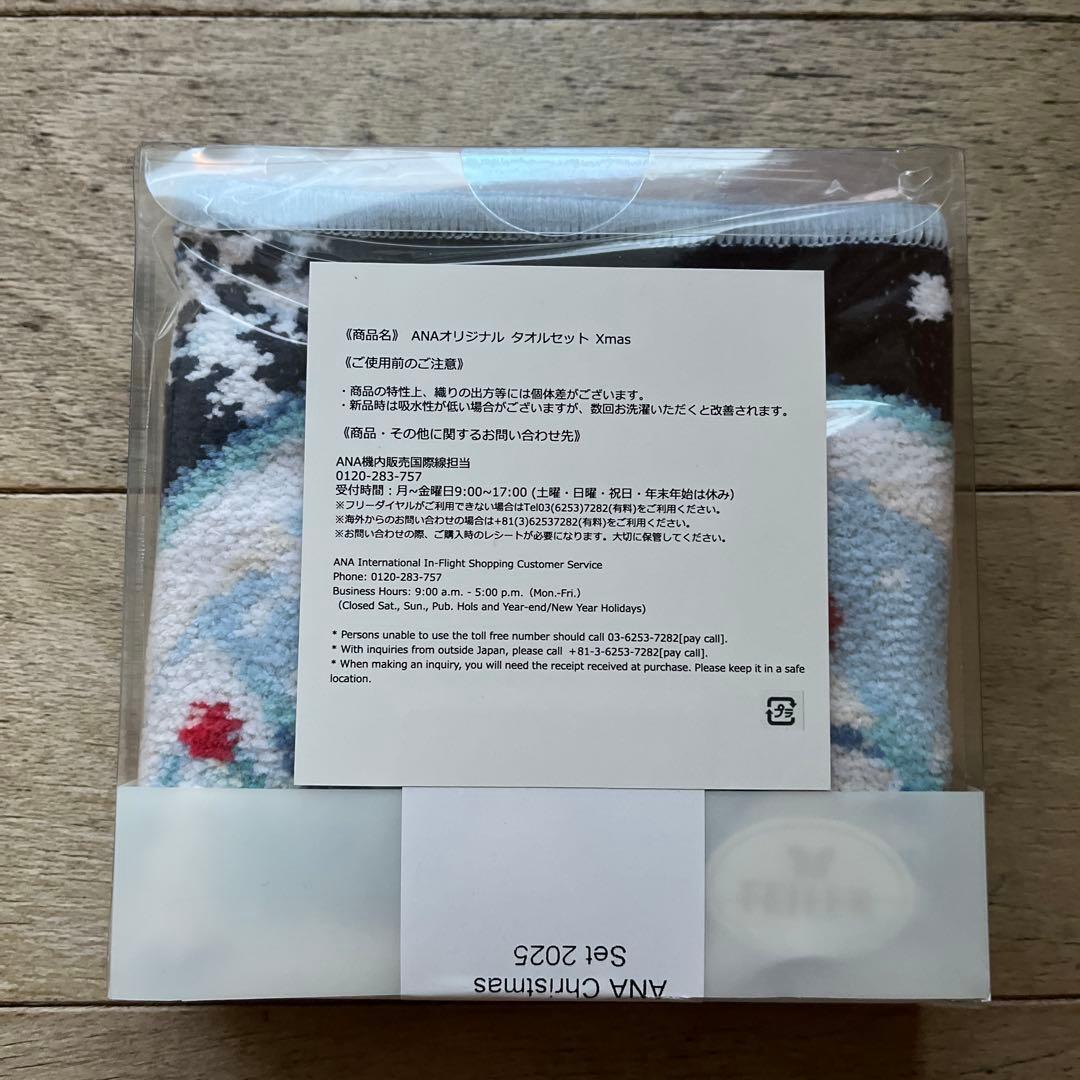 《商品名》 ANAオリジナル タオルセット Xmas
《ご使用前のご注意》
・商品の特性上、織りの出方等には個体差がございます。
・新品時は吸水性が低い場合がございますが、数回お洗濯いただくと改善されます。
《商品・その他に関するお問い合わせ先》
ANA機内販売国際線担当
0120-283-757
受付時間：月~金曜日9:00~17:00 (土曜・日曜・祝日・年末年始は休み)
※フリーダイヤルがご利用できない場合はTel03(6253)7282(有料)をご利用ください。
※海外からのお問い合わせの場合は+81(3)62537282(有料)をご利用ください。
※お問い合わせの際、ご購入時のレシートが必要になります。大切に保管してください。
ANA International In-Flight Shopping Customer Service
Phone: 0120-283-757
Business Hours: 9:00 a.m. - 5:00 p.m.（Mon.-Fri.）
（Closed Sat., Sun., Pub. Hols and Year-end/New Year Holidays)
* Persons unable to use the toll free number should call 03-6253-7282[pay call].
* With inquiries from outside Japan, please call +81-3-6253-7282[pay call].
* When making an inquiry, you will need the receipt received at purchase. Please keep it in a safe
location.
プラ
ANA Christmas
Set 2025